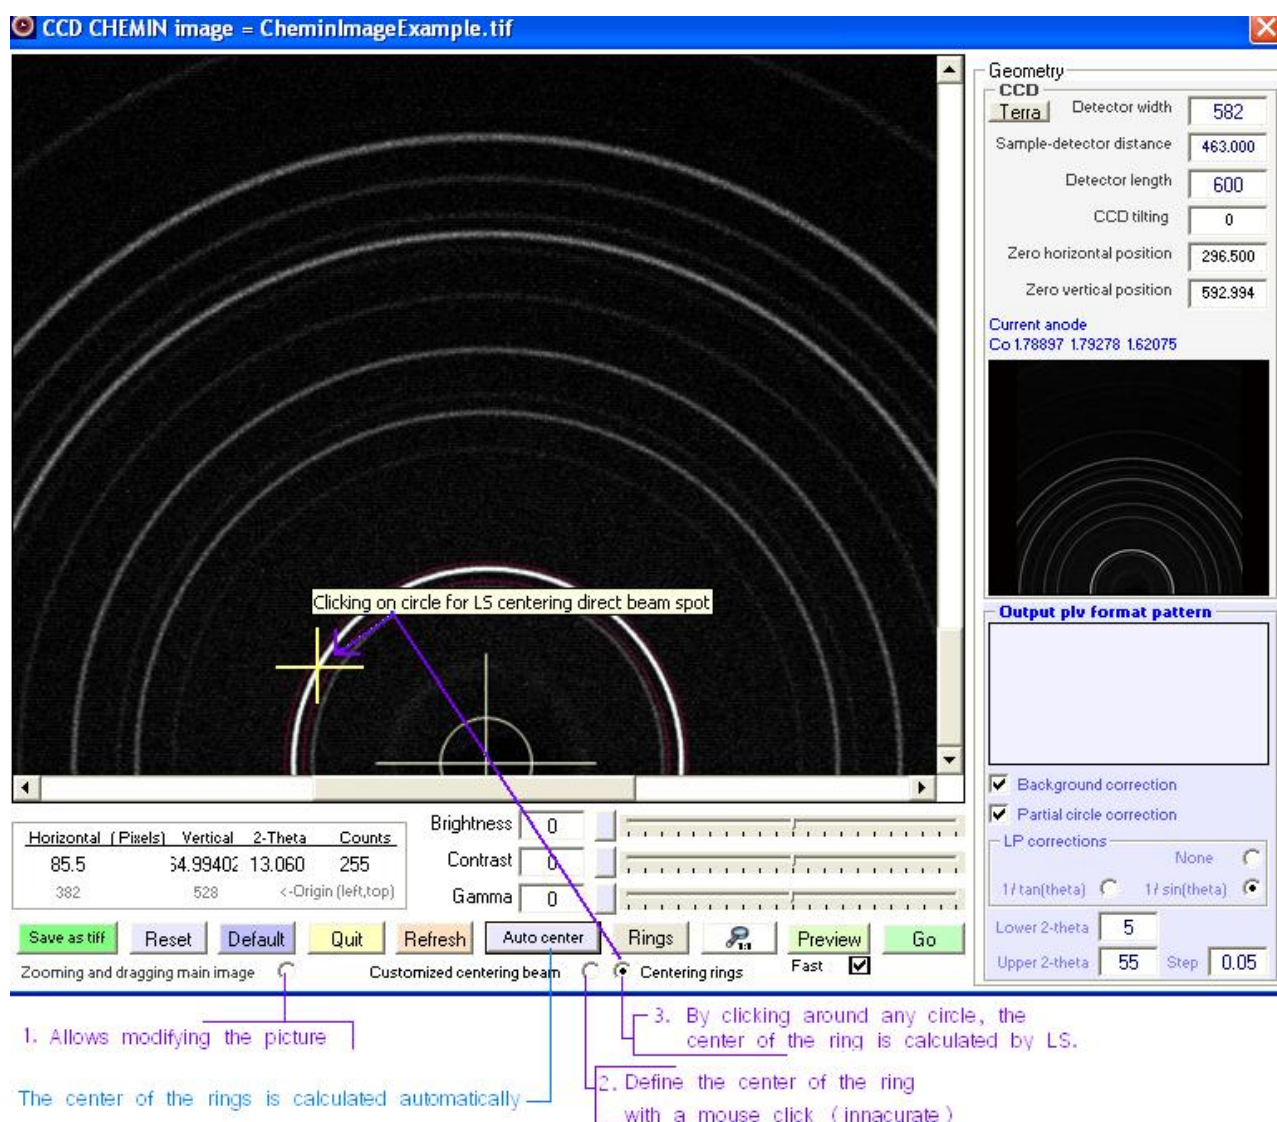 CCD CHEMIN image = CheminImageExample.tif
Geometry
CCD
Terra Detector width 582
Sample-detector distance 463.000
Detector length 600
CCD tilting 0
Zero horizontal position 296.500
Zero vertical position 592.994
Current anode
Co 1.78897 1.79278 1.62075
Clicking on circle for LS centering direct beam spot
Output plv format pattern
Background correction
Partial circle correction
LP corrections
None
1/ tan(theta) 1/ sin(theta)
Lower 2-theta 5
Upper 2-theta 55 Step 0.05
Horizontal ( Pixels) Vertical 2-Theta Counts
85.5 13.060 255
382 528 <-Origin (left,top)
Brightness 0
Contrast 0
Gamma 0
Save as tiff Reset Default Quit Refresh Auto center Rings 1:1 Preview Go
Zooming and dragging main image Customized centering beam Centering rings Fast
1. Allows modifying the picture
3. By clicking around any circle, the
center of the ring is calculated by LS.
The center of the rings is calculated automatically
2. Define the center of the ring
with a mouse click (innacurate)